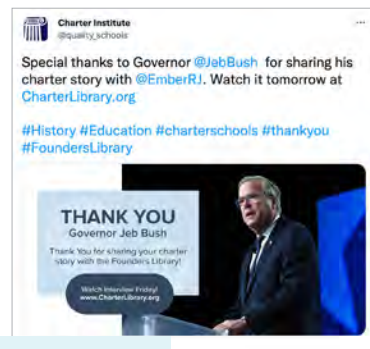 Charter Institute
@quality_schools
Special thanks to Governor @JebBush for sharing his
charter story with @EmberRJ. Watch it tomorrow at
CharterLibrary.org
#History #Education #charterschools #thankyou
#FoundersLibrary
THANK YOU
Governor Jeb Bush
Thank You for sharing your charter
story with the Founders Library!
Watch Interview Friday!
www.CharterLibrary.org